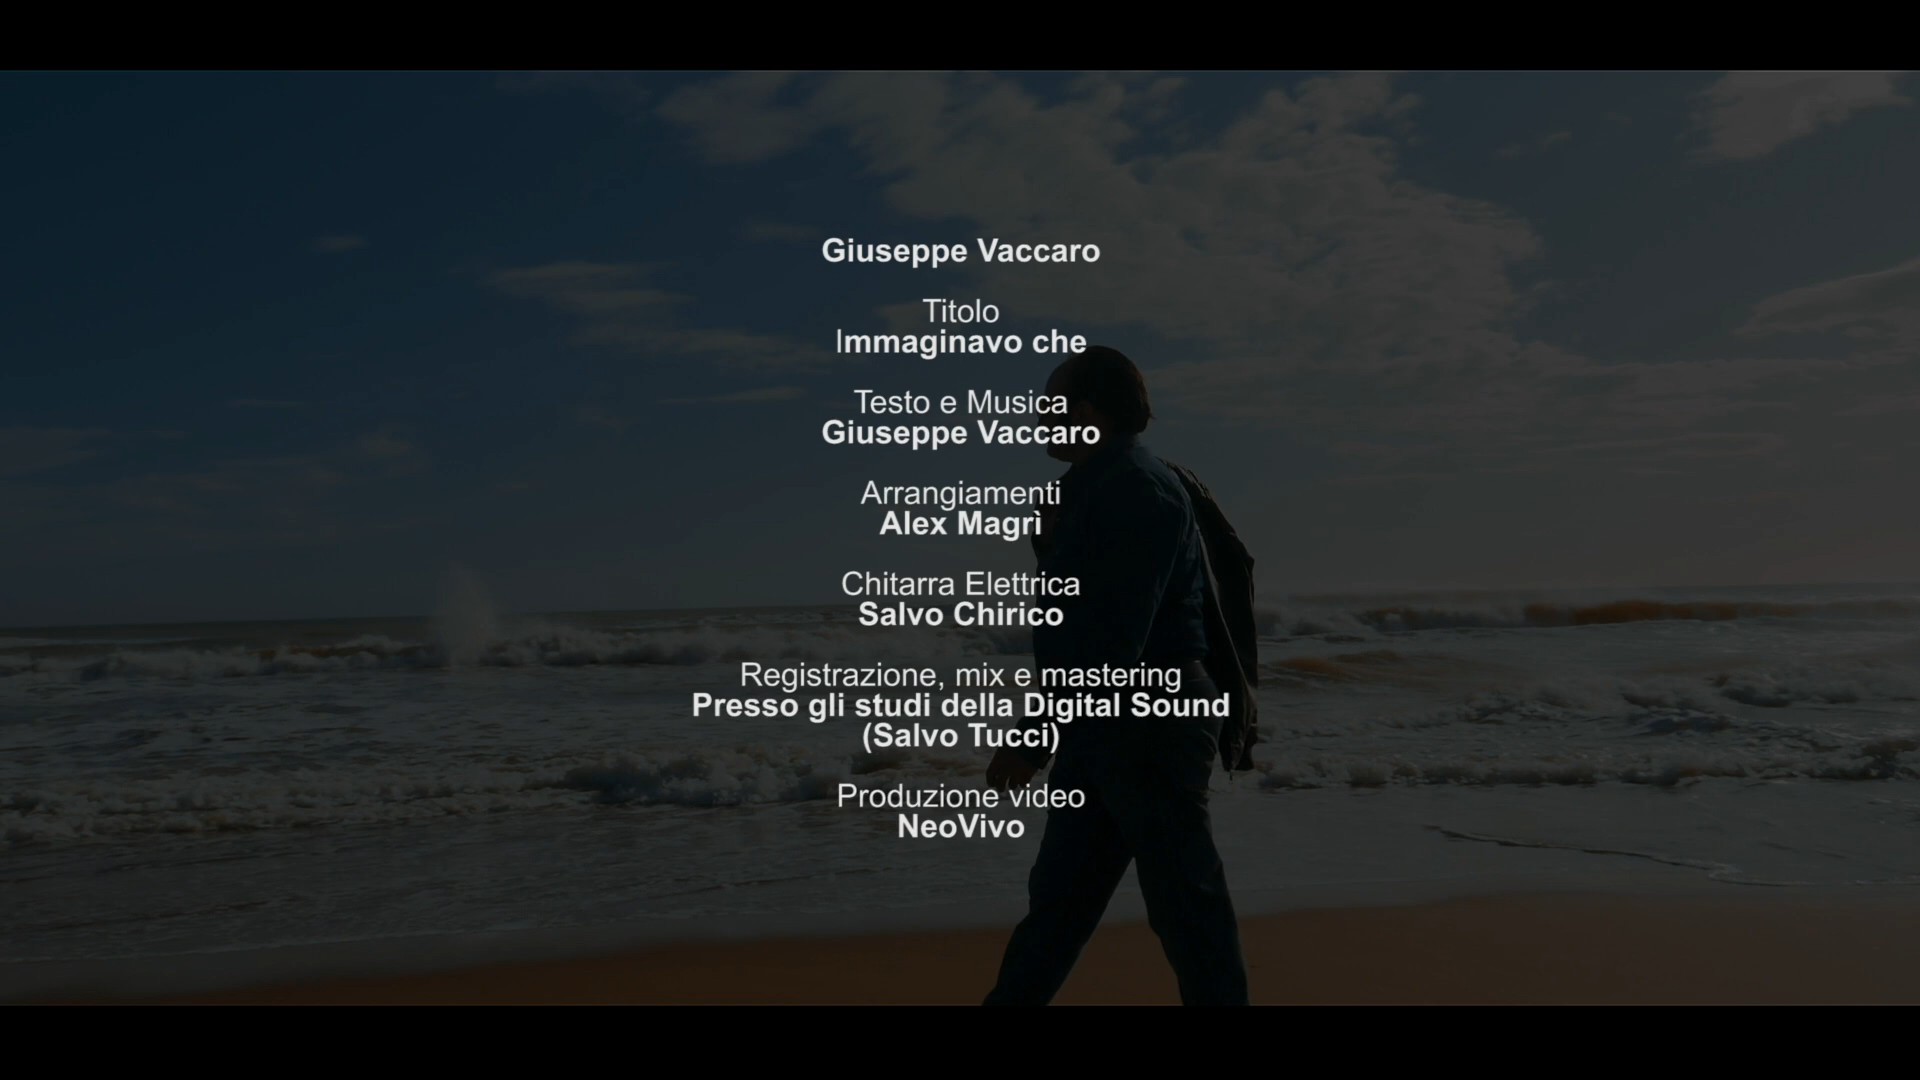 Giuseppe Vaccaro
Titolo
Immaginavo che
Testo e Musica
Giuseppe Vaccaro
Arrangiamenti
Alex Magrì
Chitarra Elettrica
Salvo Chirico
Registrazione, mix e mastering
Presso gli studi della Digital Sound
(Salvo Tucci)
Produzione video
NeoVivo